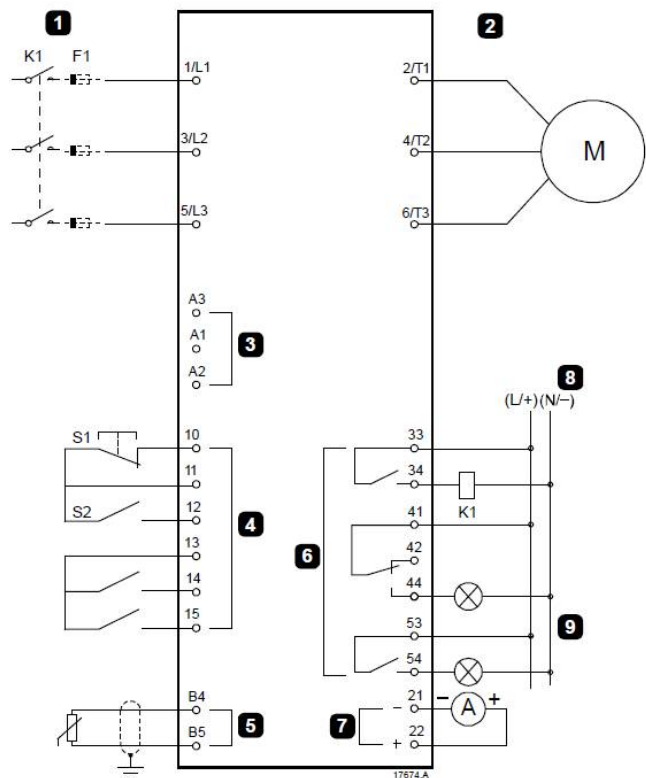 1
2
K1 F1
1/L1
2/T1
3/L2
4/T2
M
5/L3
6/T3
A3
A1
3
A2
8
(L/+)(N/−)
S1
10
33
11
34
S2
12
K1
4
41
13
6
42
14
44
15
53
9
54
B4
21
− A +
5
7
−
B5
22
+
17674.A